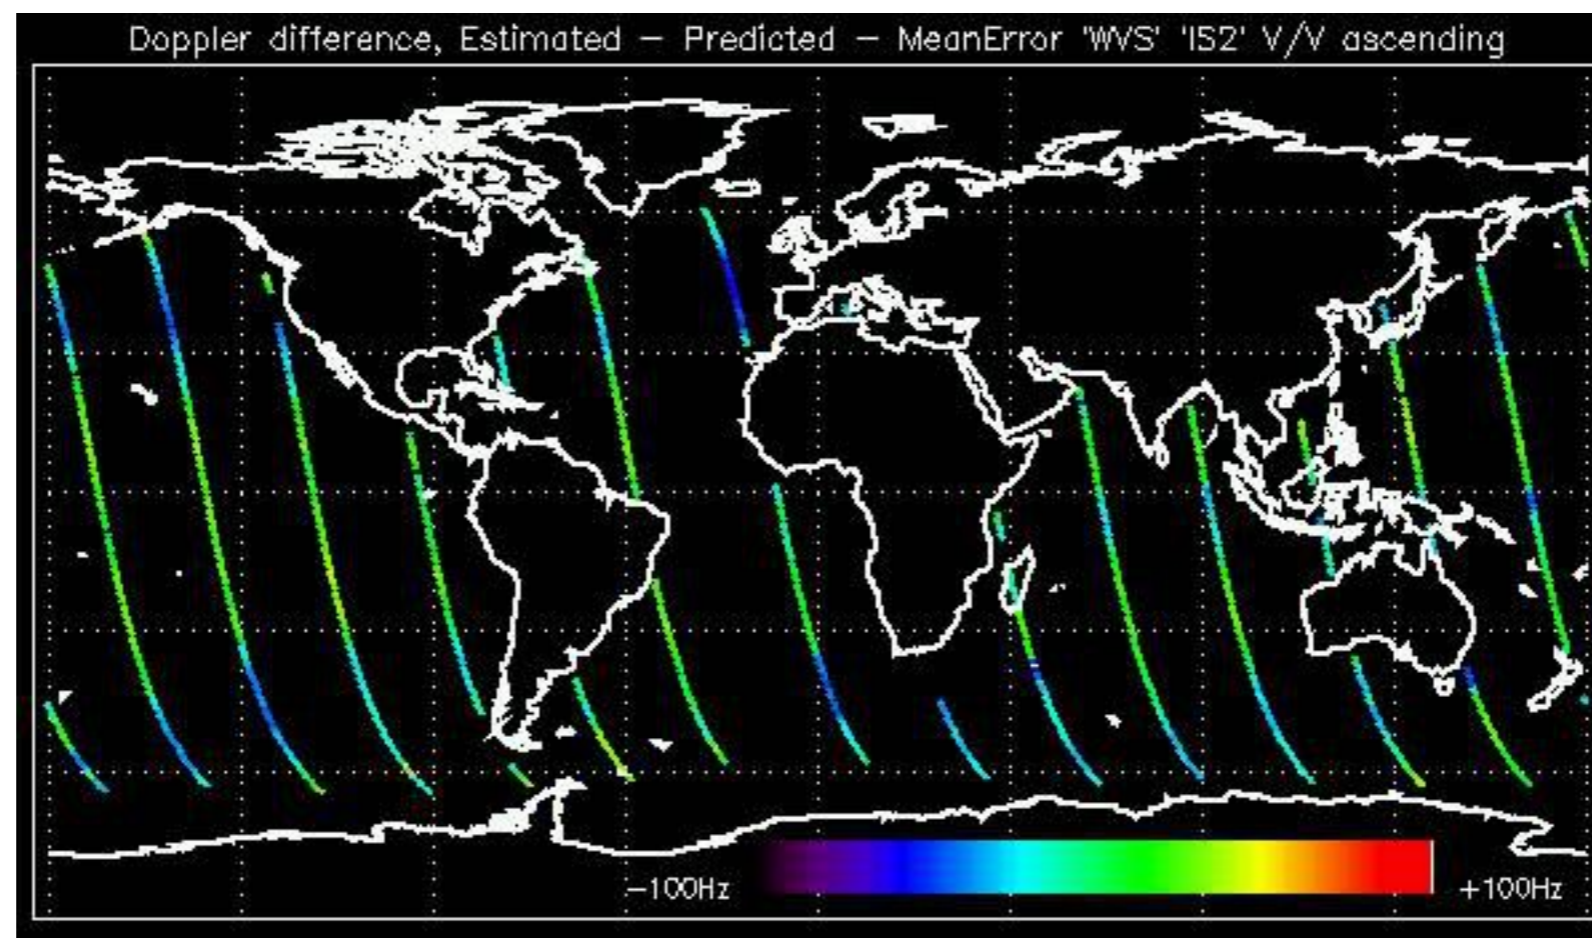 Doppler difference, Estimated – Predicted – MeanError 'WVS' 'IS2' V/V ascending
–100Hz +100Hz